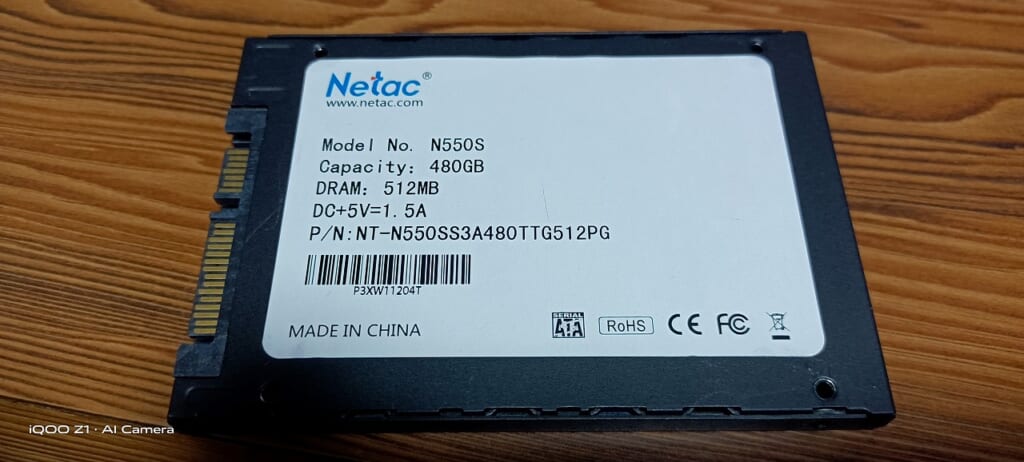 Netac®
www.netac.com
Model No. N550S
Capacity: 480GB
DRAM: 512MB
DC+5V=1.5A
P/N:NT-N550SS3A480TTG512PG
P3XW11204T
MADE IN CHINA
SERIAL ATA RoHS CE FC
iQOO Z1 · AI Camera